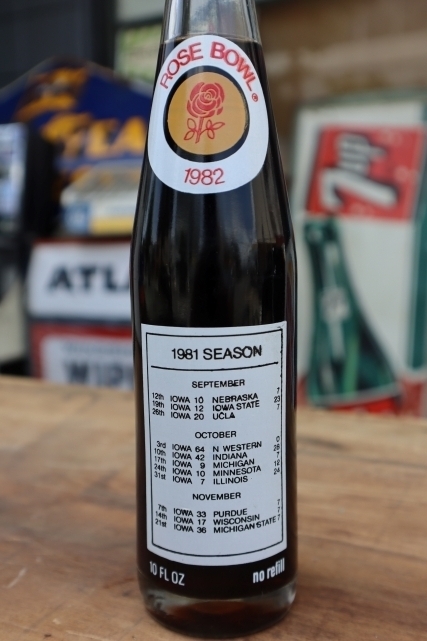 ROSE BOWL®
1982
7up
ATLA
1981 SEASON
SEPTEMBER
12th IOWA 10 NEBRASKA 7
19th IOWA 12 IOWA STATE 23
26th IOWA 20 UCLA 7
OCTOBER
3rd IOWA 64 N WESTERN 0
10th IOWA 42 INDIANA 28
17th IOWA 9 MICHIGAN 7
24th IOWA 10 MINNESOTA 12
31st IOWA 7 ILLINOIS 24
NOVEMBER
7th IOWA 33 PURDUE 7
14th IOWA 17 WISCONSIN 7
21st IOWA 36 MICHIGAN STATE 7
10 FL OZ
no refill